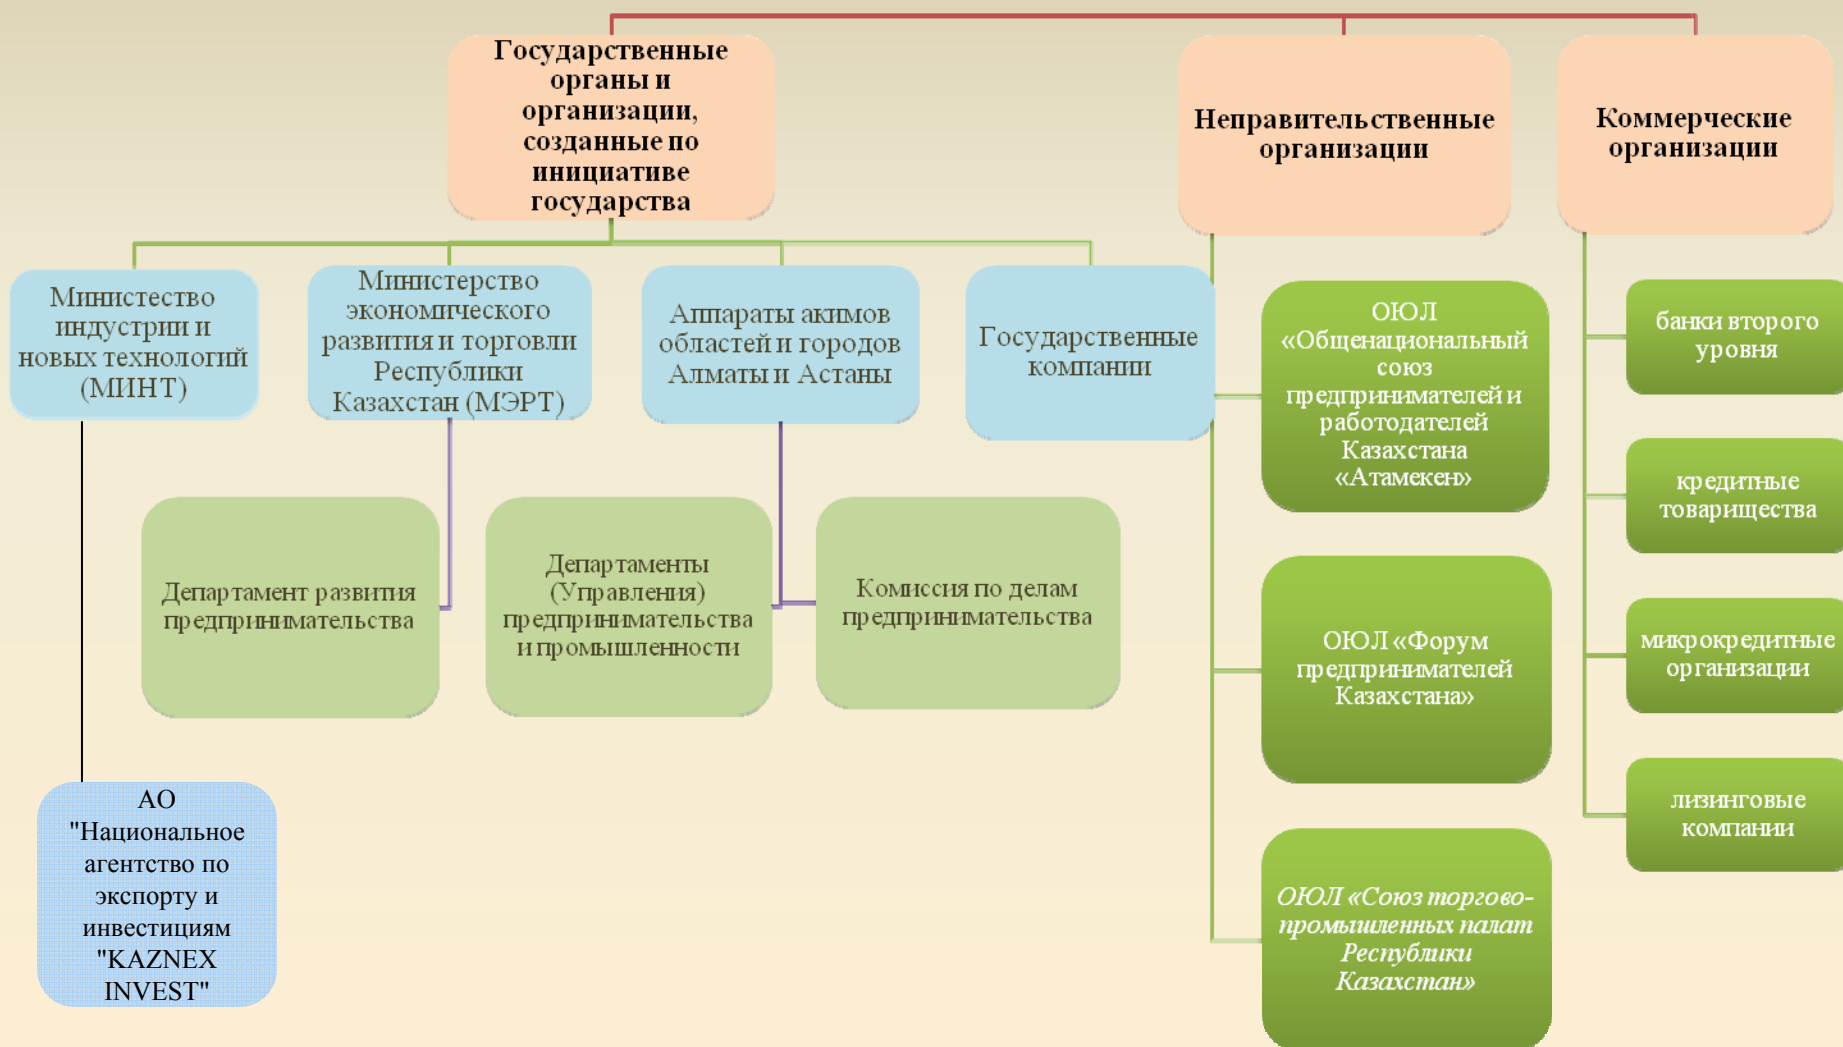 Государственные
органы и
организации,
созданные по
инициативе
государства
Неправительственные
организации
Коммерческие
организации
Министество
индустрии и
новых технологий
(МИНТ)
Министерство
экономического
развития и торговли
Республики
Казахстан (МЭРТ)
Аппараты акимов
областей и городов
Алматы и Астаны
Государственные
компании
ОЮЛ
«Общенациональный
союз
предпринимателей и
работодателей
Казахстана
«Атамекен»
банки второго
уровня
кредитные
товарищества
Департамент развития
предпринимательства
Департаменты
(Управления)
предпринимательства
и промышленности
Комиссия по делам
предпринимательства
ОЮЛ «Форум
предпринимателей
Казахстана»
микрокредитные
организации
лизинговые
компании
АО
"Национальное
агентство по
экспорту и
инвестициям
"KAZNEX
INVEST"
ОЮЛ «Союз торгово-
промышленных палат
Республики
Казахстан»